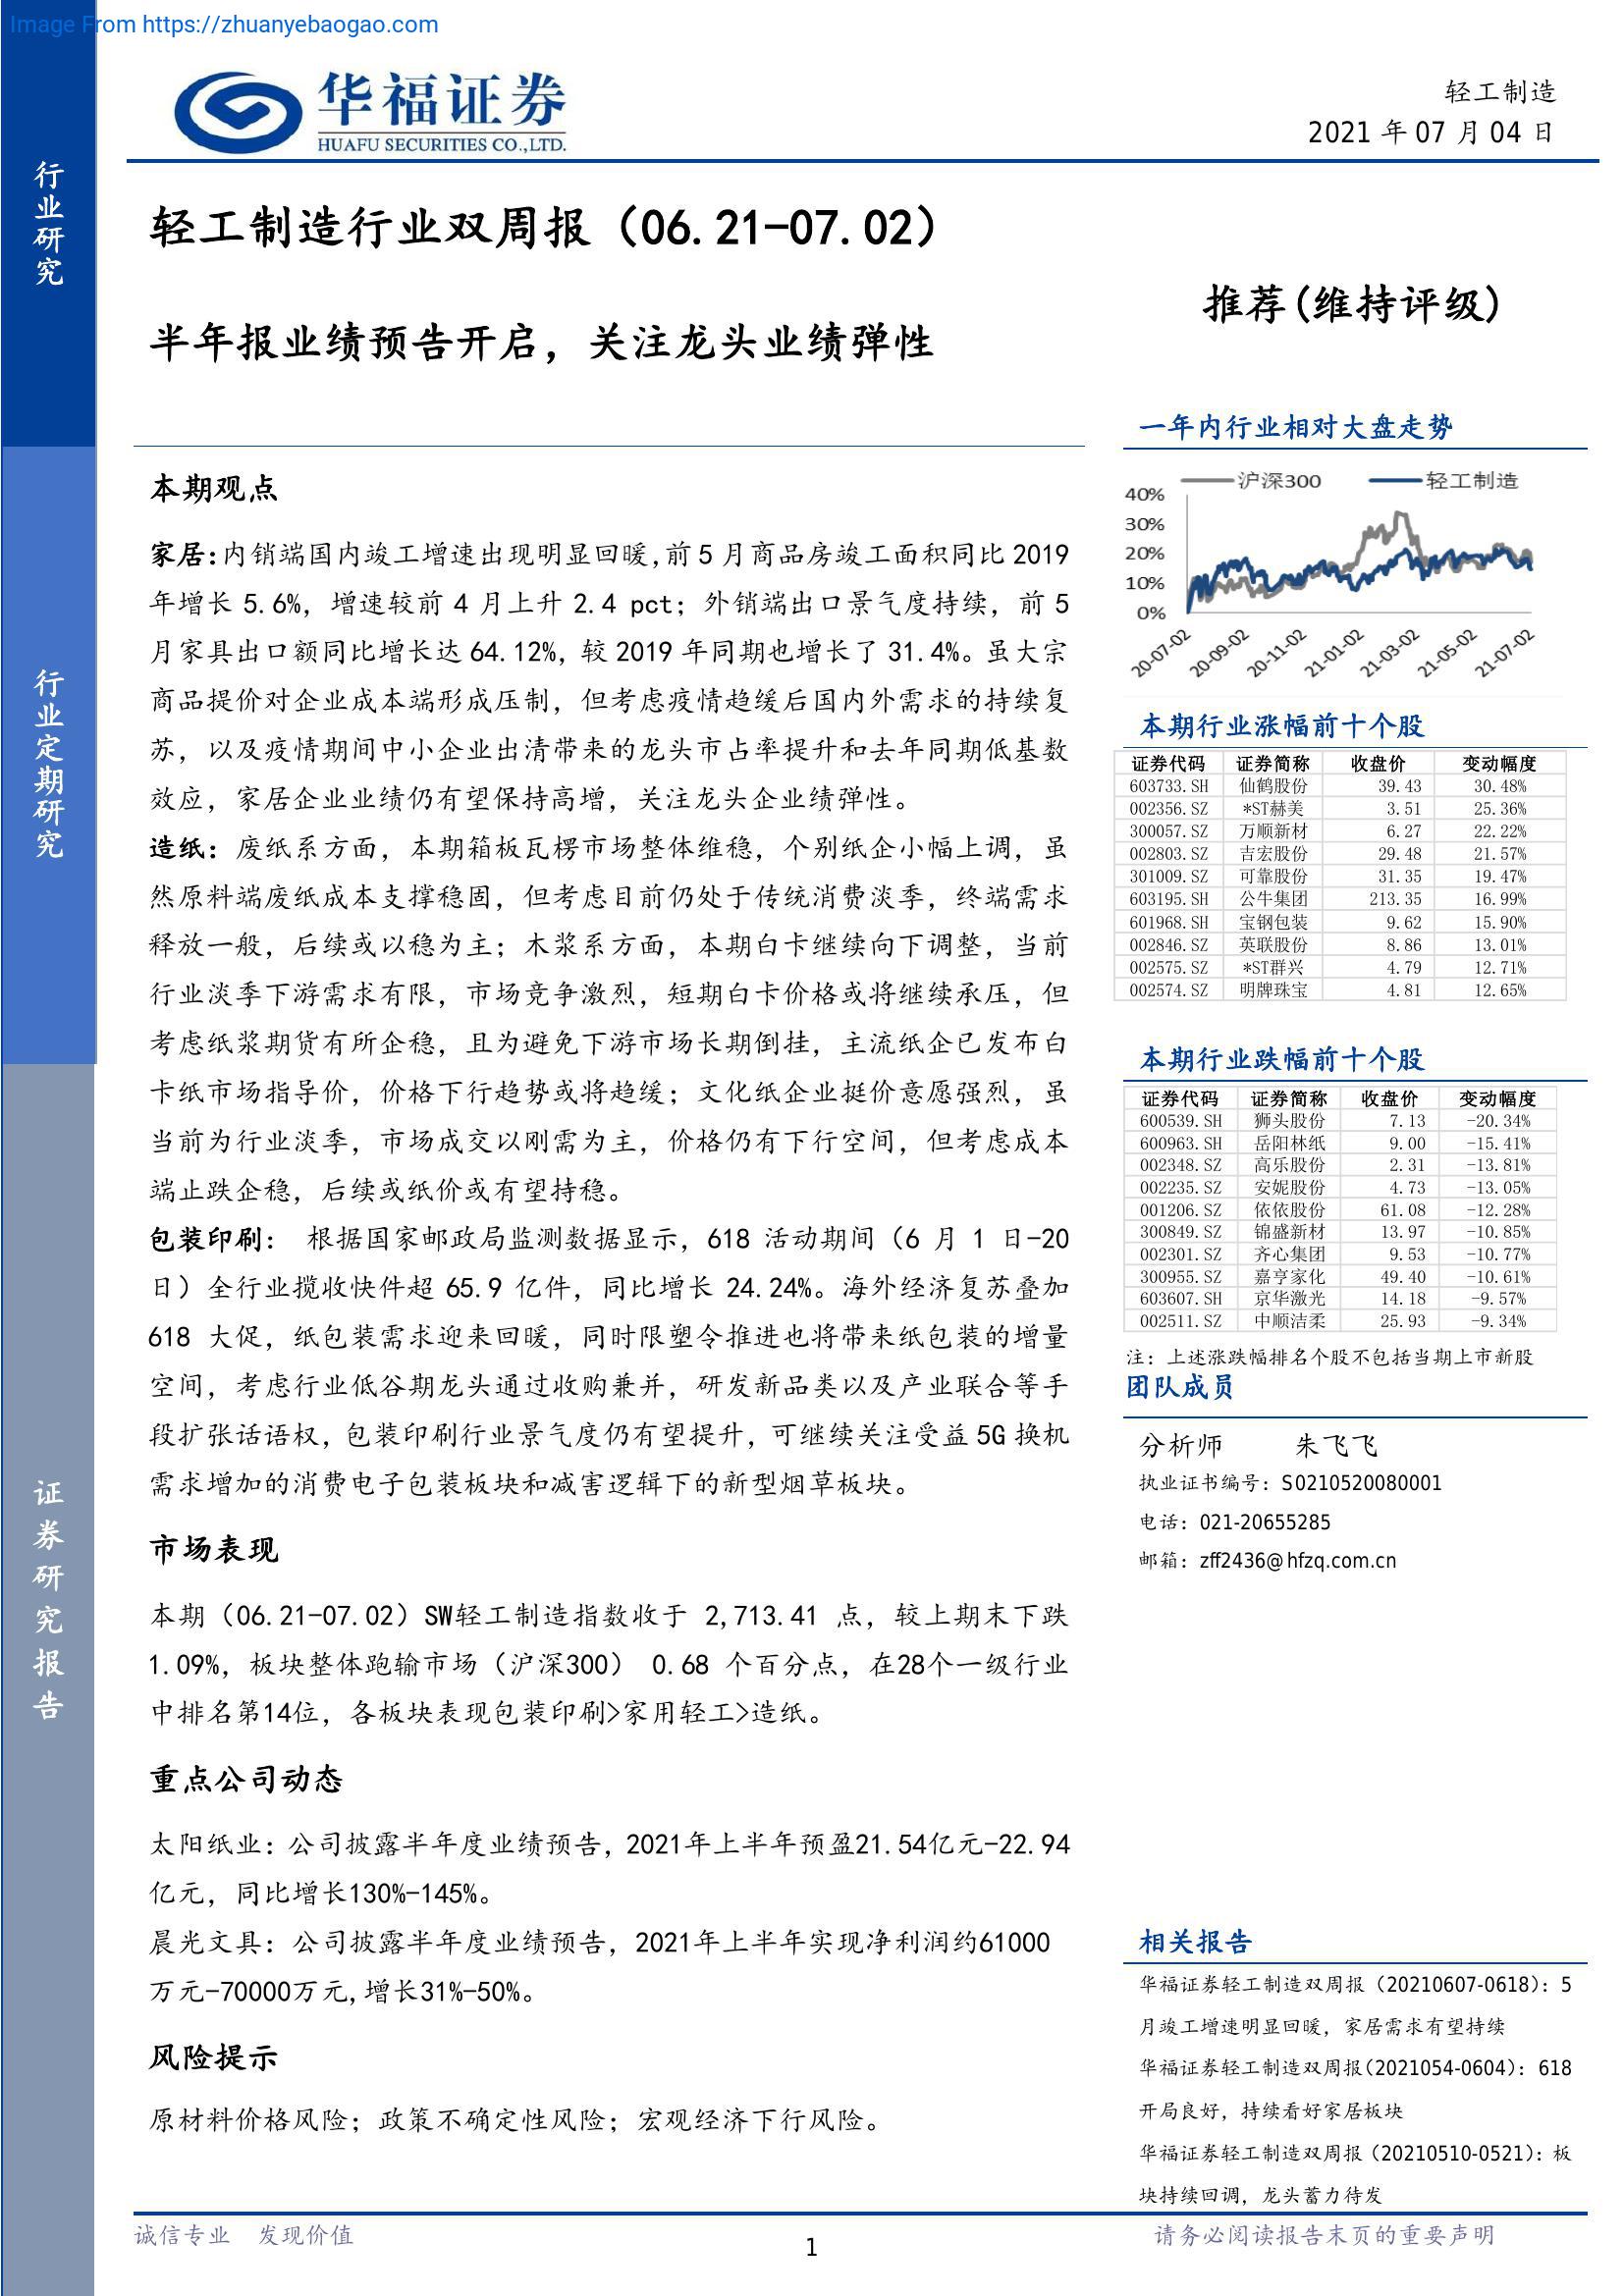 Image From https://zhuanyebaogao.com
华福证券
HUAFU SECURITIES CO.,LTD.
轻工制造
2021 年 07 月 04 日
行业研究
行业定期研究
证券研究报告
轻工制造行业双周报（06.21-07.02）
半年报业绩预告开启，关注龙头业绩弹性
推荐(维持评级)
本期观点
家居:内销端国内竣工增速出现明显回暖,前 5 月商品房竣工面积同比 2019
年增长 5.6%，增速较前 4 月上升 2.4 pct；外销端出口景气度持续，前 5
月家具出口额同比增长达 64.12%，较 2019 年同期也增长了 31.4%。虽大宗
商品提价对企业成本端形成压制，但考虑疫情趋缓后国内外需求的持续复
苏，以及疫情期间中小企业出清带来的龙头市占率提升和去年同期低基数
效应，家居企业业绩仍有望保持高增，关注龙头企业绩弹性。
造纸：废纸系方面，本期箱板瓦楞市场整体维稳，个别纸企小幅上调，虽
然原料端废纸成本支撑稳固，但考虑目前仍处于传统消费淡季，终端需求
释放一般，后续或以稳为主；木浆系方面，本期白卡继续向下调整，当前
行业淡季下游需求有限，市场竞争激烈，短期白卡价格或将继续承压，但
考虑纸浆期货有所企稳，且为避免下游市场长期倒挂，主流纸企已发布白
卡纸市场指导价，价格下行趋势或将趋缓；文化纸企业挺价意愿强烈，虽
当前为行业淡季，市场成交以刚需为主，价格仍有下行空间，但考虑成本
端止跌企稳，后续或纸价或有望持稳。
包装印刷： 根据国家邮政局监测数据显示，618 活动期间（6 月 1 日-20
日）全行业揽收快件超 65.9 亿件，同比增长 24.24%。海外经济复苏叠加
618 大促，纸包装需求迎来回暖，同时限塑令推进也将带来纸包装的增量
空间，考虑行业低谷期龙头通过收购兼并，研发新品类以及产业联合等手
段扩张话语权，包装印刷行业景气度仍有望提升，可继续关注受益 5G 换机
需求增加的消费电子包装板块和减害逻辑下的新型烟草板块。
市场表现
本期（06.21-07.02）SW轻工制造指数收于 2,713.41 点，较上期末下跌
1.09%，板块整体跑输市场（沪深300） 0.68 个百分点，在28个一级行业
中排名第14位，各板块表现包装印刷>家用轻工>造纸。
重点公司动态
太阳纸业：公司披露半年度业绩预告，2021年上半年预盈21.54亿元-22.94
亿元，同比增长130%-145%。
晨光文具：公司披露半年度业绩预告，2021年上半年实现净利润约61000
万元-70000万元,增长31%-50%。
风险提示
原材料价格风险；政策不确定性风险；宏观经济下行风险。
一年内行业相对大盘走势
沪深300 轻工制造
40%
30%
20%
10%
0%
20-07-02 20-09-02 20-11-02 21-01-02 21-03-02 21-05-02 21-07-02
本期行业涨幅前十个股
证券代码 证券简称 收盘价 变动幅度
603733.SH 仙鹤股份 39.43 30.48%
002356.SZ *ST赫美 3.51 25.36%
300057.SZ 万顺新材 6.27 22.22%
002803.SZ 吉宏股份 29.48 21.57%
301009.SZ 可靠股份 31.35 19.47%
603195.SH 公牛集团 213.35 16.99%
601968.SH 宝钢包装 9.62 15.90%
002846.SZ 英联股份 8.86 13.01%
002575.SZ *ST群兴 4.79 12.71%
002574.SZ 明牌珠宝 4.81 12.65%
本期行业跌幅前十个股
证券代码 证券简称 收盘价 变动幅度
600539.SH 狮头股份 7.13 -20.34%
600963.SH 岳阳林纸 9.00 -15.41%
002348.SZ 高乐股份 2.31 -13.81%
002235.SZ 安妮股份 4.73 -13.05%
001206.SZ 依依股份 61.08 -12.28%
300849.SZ 锦盛新材 13.97 -10.85%
002301.SZ 齐心集团 9.53 -10.77%
300955.SZ 嘉亨家化 49.40 -10.61%
603607.SH 京华激光 14.18 -9.57%
002511.SZ 中顺洁柔 25.93 -9.34%
注：上述涨跌幅排名个股不包括当期上市新股
团队成员
分析师 朱飞飞
执业证书编号：S0210520080001
电话：021-20655285
邮箱：zff2436@hfzq.com.cn
相关报告
华福证券轻工制造双周报（20210607-0618）：5
月竣工增速明显回暖，家居需求有望持续
华福证券轻工制造双周报(2021054-0604)：618
开局良好，持续看好家居板块
华福证券轻工制造双周报（20210510-0521）：板
块持续回调，龙头蓄力待发
诚信专业 发现价值
1
请务必阅读报告末页的重要声明